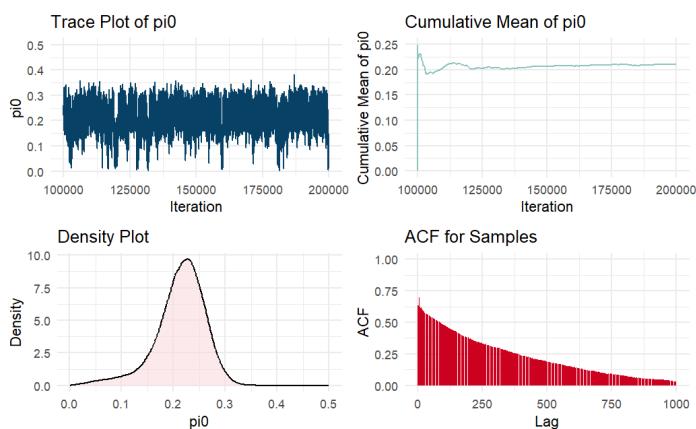 Trace Plot of pi0
0.5
0.4
0.3
0.2
0.1
0.0
pi0
100000 125000 150000 175000 200000
Iteration
Cumulative Mean of pi0
0.25
0.20
0.15
0.10
0.05
0.00
Cumulative Mean of pi0
100000 125000 150000 175000 200000
Iteration
Density Plot
10.0
7.5
5.0
2.5
0.0
Density
0.0 0.1 0.2 0.3 0.4 0.5
pi0
ACF for Samples
1.00
0.75
0.50
0.25
0.00
ACF
0 250 500 750 1000
Lag